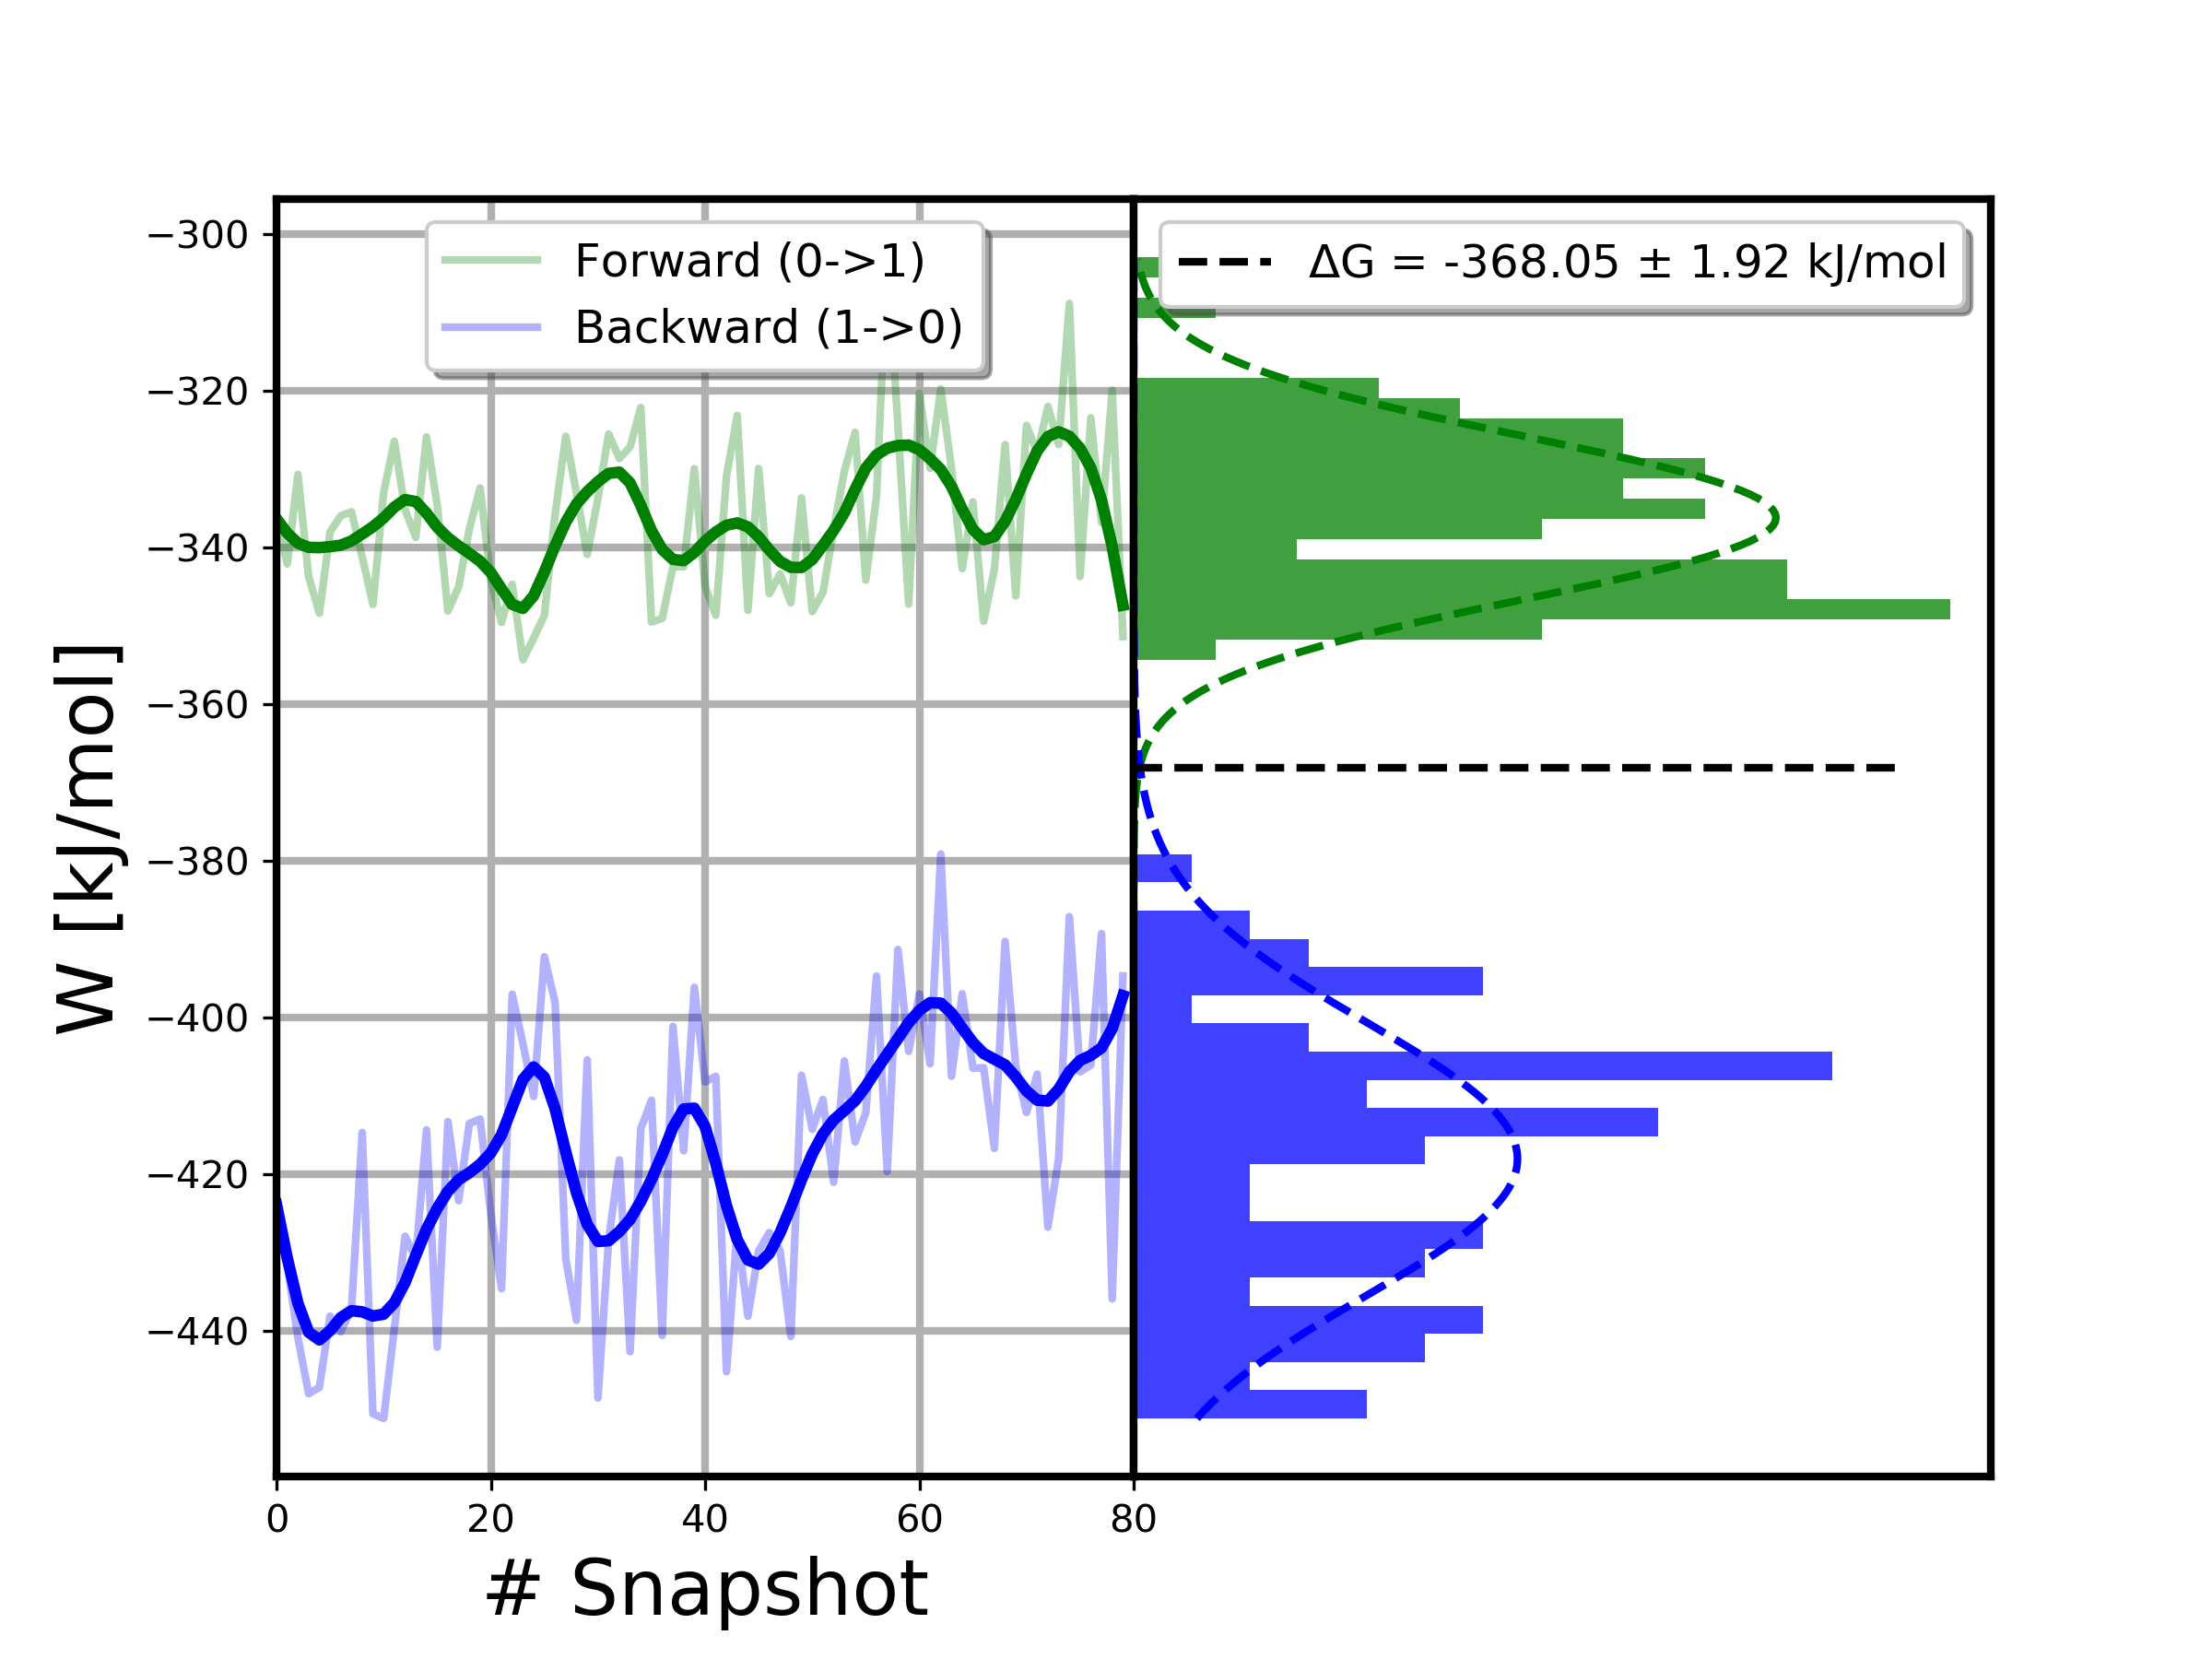 Forward (0->1)
Backward (1->0)
ΔG = -368.05 ± 1.92 kJ/mol
−300
−320
−340
−360
−380
−400
−420
−440
W [kJ/mol]
0 20 40 60 80
# Snapshot